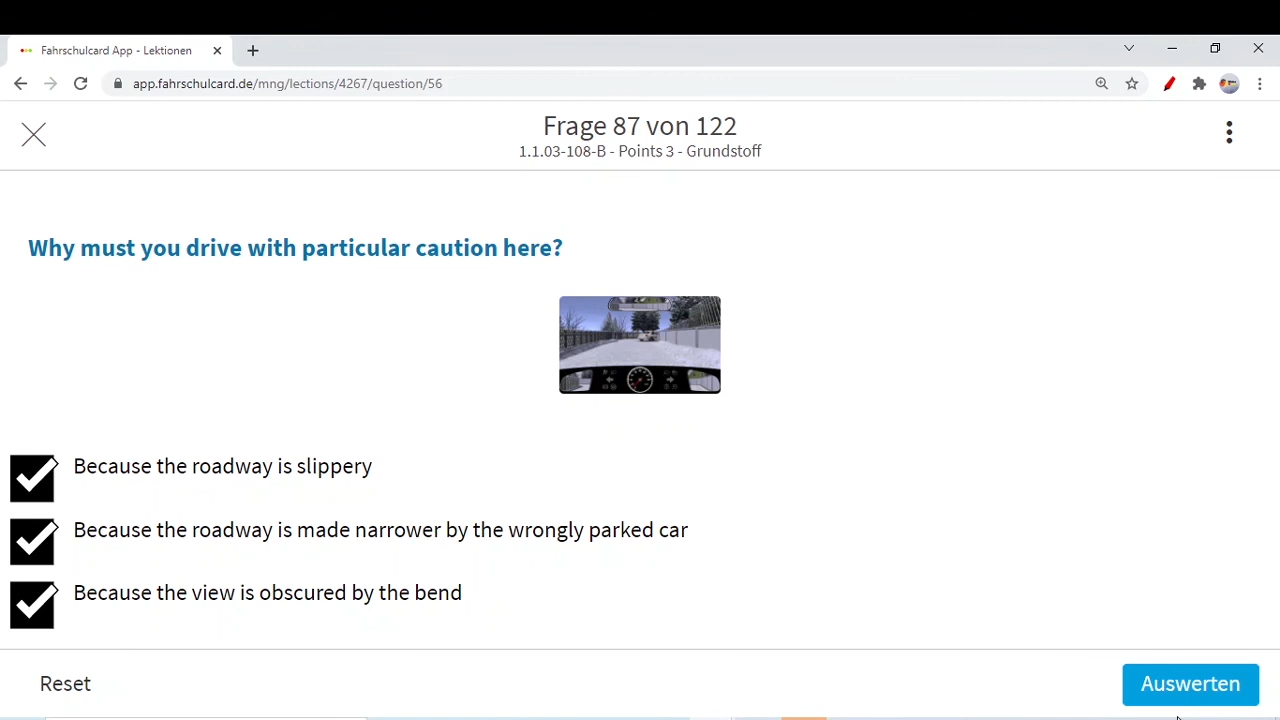 Fahrschulcard App - Lektionen
app.fahrschulcard.de/mng/lections/4267/question/56
Frage 87 von 122
1.1.03-108-B - Points 3 - Grundstoff
Why must you drive with particular caution here?
Because the roadway is slippery
Because the roadway is made narrower by the wrongly parked car
Because the view is obscured by the bend
Reset
Auswerten